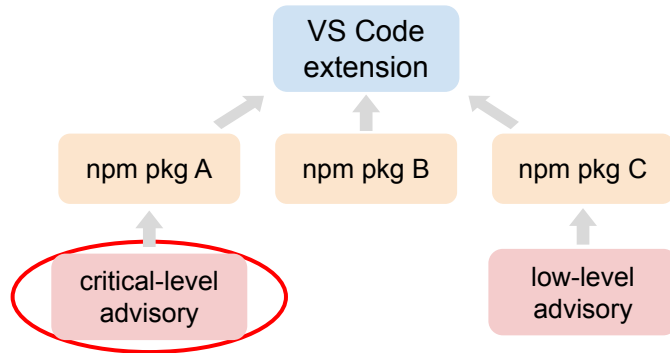 VS Code
extension
npm pkg A
npm pkg B
npm pkg C
critical-level
advisory
low-level
advisory